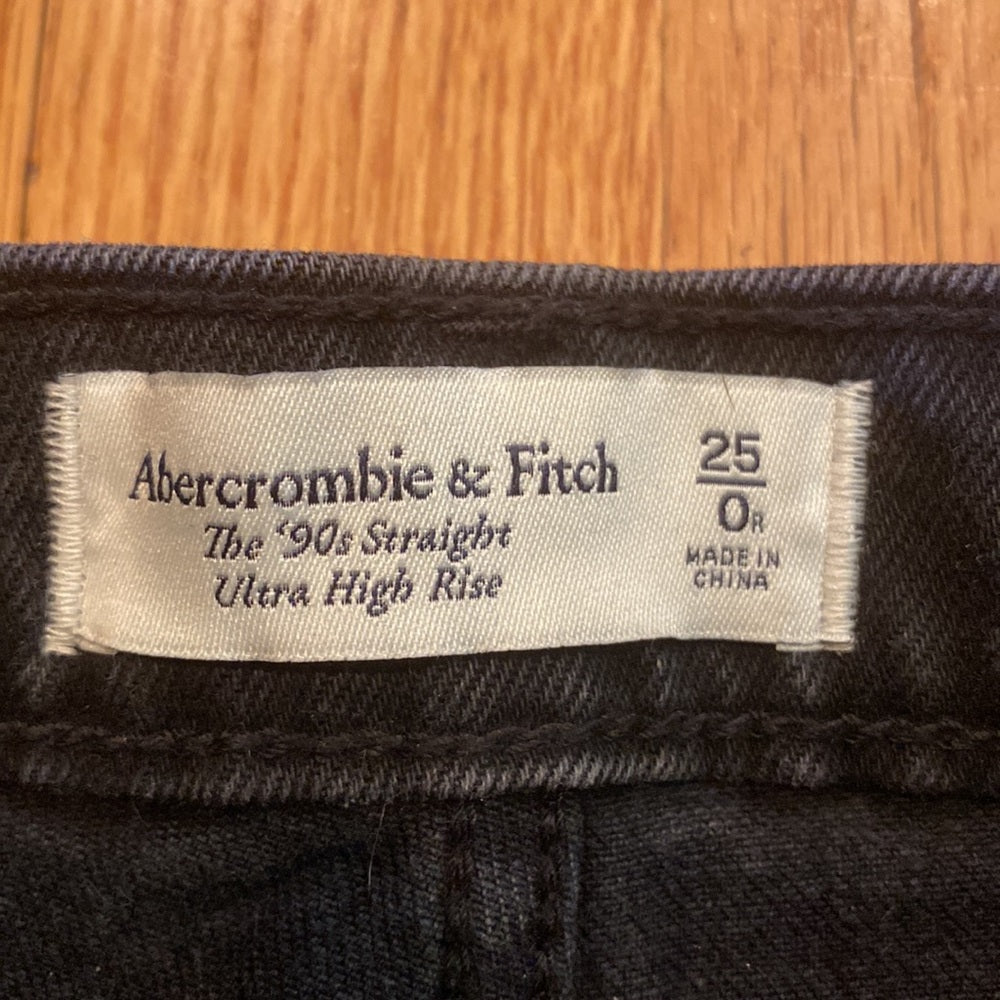 Abercrombie & Fitch
The '90s Straight
Ultra High Rise
25
0R
MADE IN
CHINA